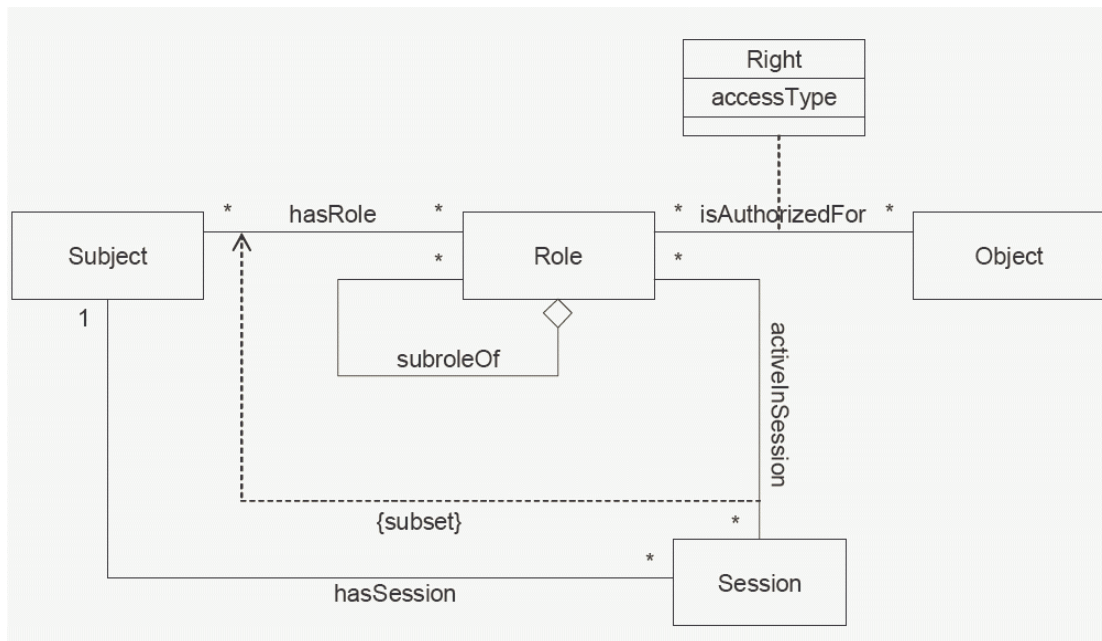 Right
accessType
* hasRole * * isAuthorizedFor *
Subject * Role * Object
1
subroleOf
activeInSession
{subset} *
* Session
hasSession